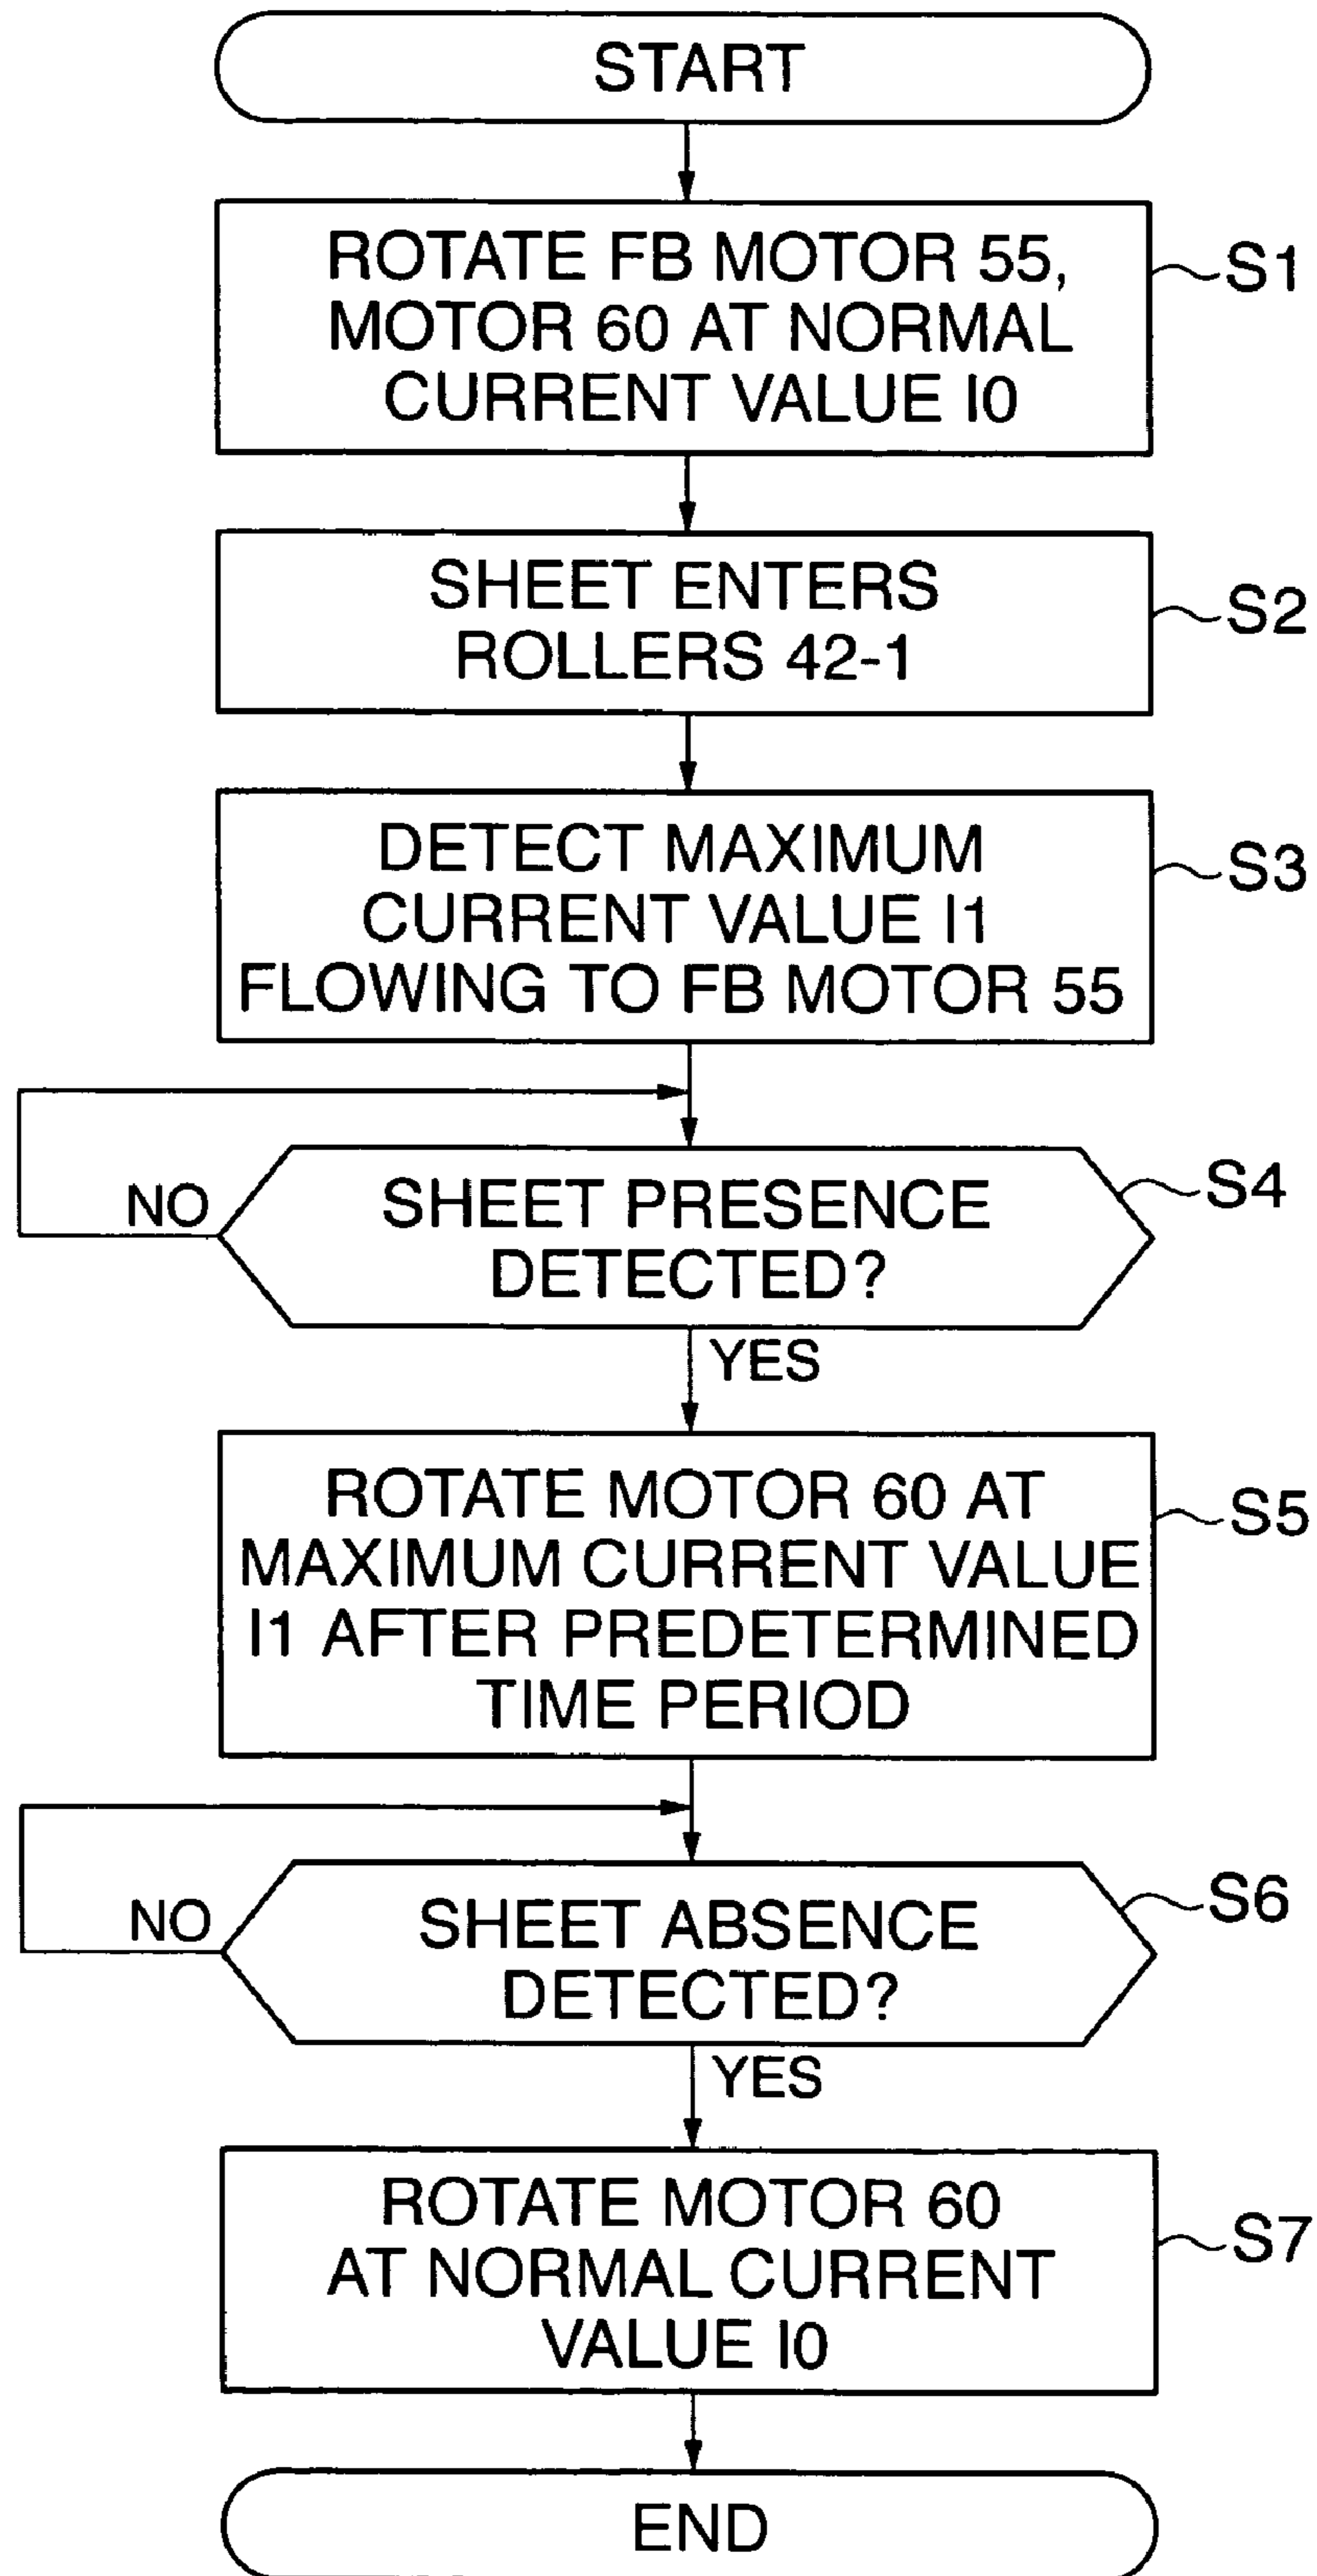 START
ROTATE FB MOTOR 55,
MOTOR 60 AT NORMAL
CURRENT VALUE I0
S1
SHEET ENTERS
ROLLERS 42-1
S2
DETECT MAXIMUM
CURRENT VALUE I1
FLOWING TO FB MOTOR 55
S3
SHEET PRESENCE
DETECTED?
S4
NO
YES
ROTATE MOTOR 60 AT
MAXIMUM CURRENT VALUE
I1 AFTER PREDETERMINED
TIME PERIOD
S5
SHEET ABSENCE
DETECTED?
S6
NO
YES
ROTATE MOTOR 60
AT NORMAL CURRENT
VALUE I0
S7
END